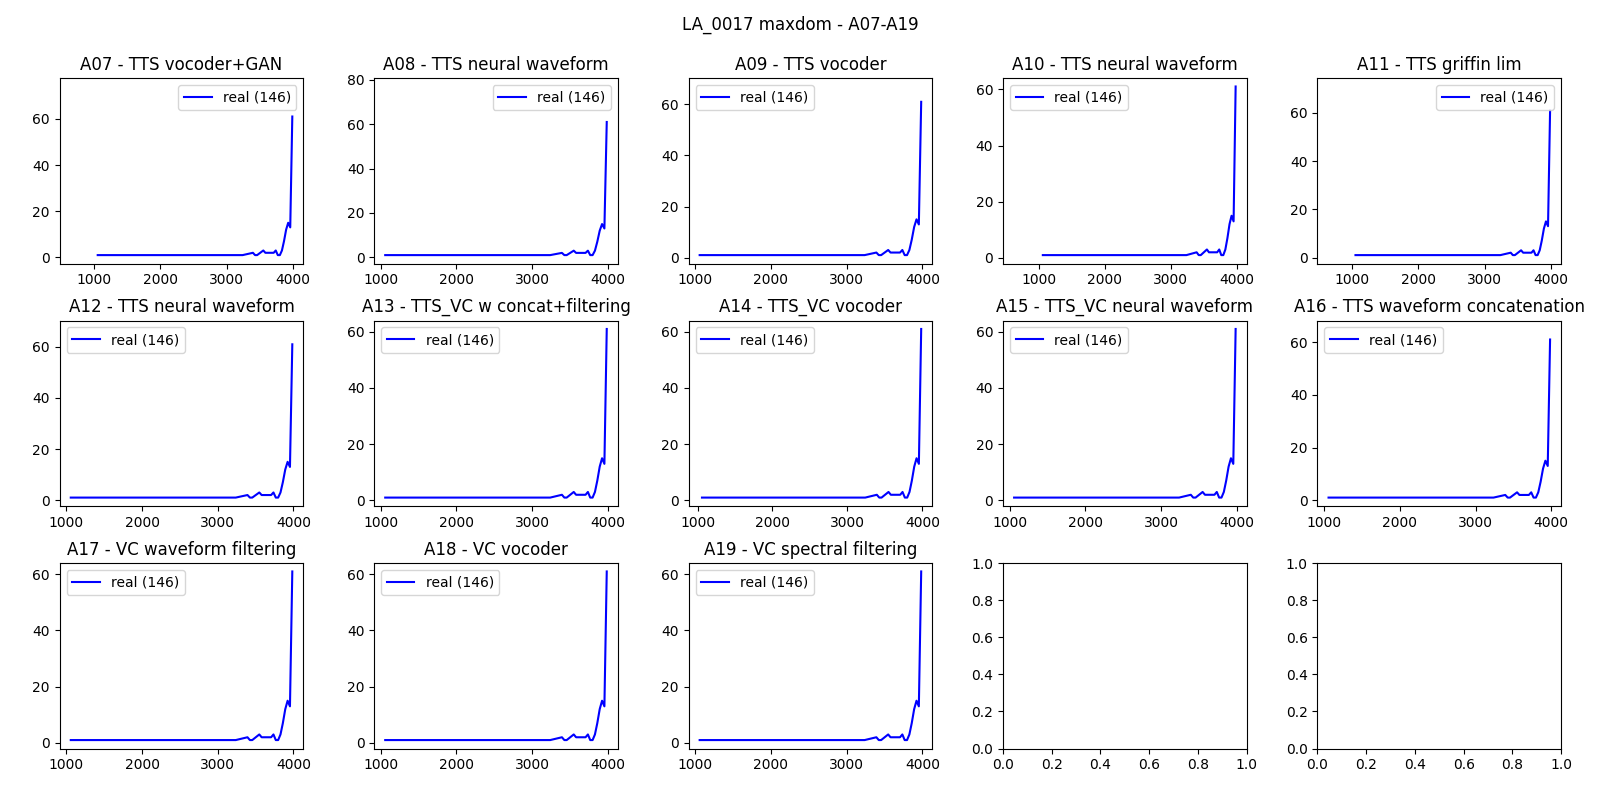 LA_0017 maxdom - A07-A19
A07 - TTS vocoder+GAN
real (146)
60
40
20
0
1000 2000 3000 4000
A08 - TTS neural waveform
real (146)
80
60
40
20
0
1000 2000 3000 4000
A09 - TTS vocoder
real (146)
60
40
20
0
1000 2000 3000 4000
A10 - TTS neural waveform
real (146)
60
40
20
0
1000 2000 3000 4000
A11 - TTS griffin lim
real (146)
60
40
20
0
1000 2000 3000 4000
A12 - TTS neural waveform
real (146)
60
40
20
0
1000 2000 3000 4000
A13 - TTS_VC w concat+filtering
real (146)
60
40
20
0
1000 2000 3000 4000
A14 - TTS_VC vocoder
real (146)
60
40
20
0
1000 2000 3000 4000
A15 - TTS_VC neural waveform
real (146)
60
40
20
0
1000 2000 3000 4000
A16 - TTS waveform concatenation
real (146)
60
40
20
0
1000 2000 3000 4000
A17 - VC waveform filtering
real (146)
60
40
20
0
1000 2000 3000 4000
A18 - VC vocoder
real (146)
60
40
20
0
1000 2000 3000 4000
A19 - VC spectral filtering
real (146)
60
40
20
0
1000 2000 3000 4000
1.0
0.8
0.6
0.4
0.2
0.0
0.0 0.2 0.4 0.6 0.8 1.0
1.0
0.8
0.6
0.4
0.2
0.0
0.0 0.2 0.4 0.6 0.8 1.0